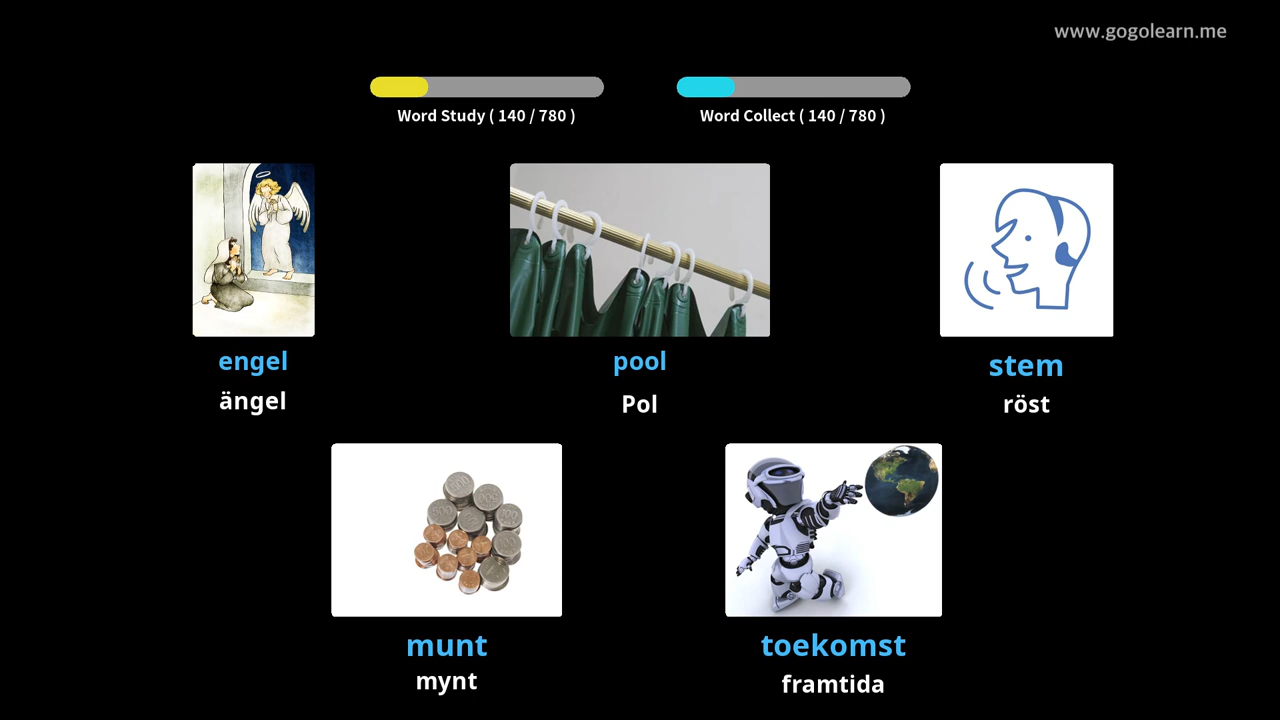 www.gogolearn.me
Word Study ( 140 / 780 )
Word Collect ( 140 / 780 )
engel
ängel
pool
Pol
stem
röst
munt
mynt
toekomst
framtida